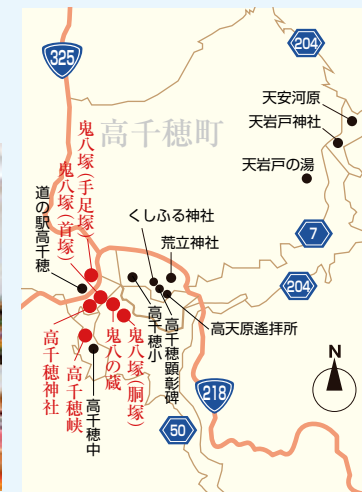 325
204
天安河原
天岩戸神社
天岩戸の湯
高千穂町
鬼八塚(手足塚)
鬼八塚(首塚)
道の駅高千穂
くしふる神社
荒立神社
7
204
高天原遙拝所
高千穂顕彰碑
高千穂小
鬼八塚(胴塚)
鬼八の蔵
高千穂中
高千穂峡
高千穂神社
218
50
N